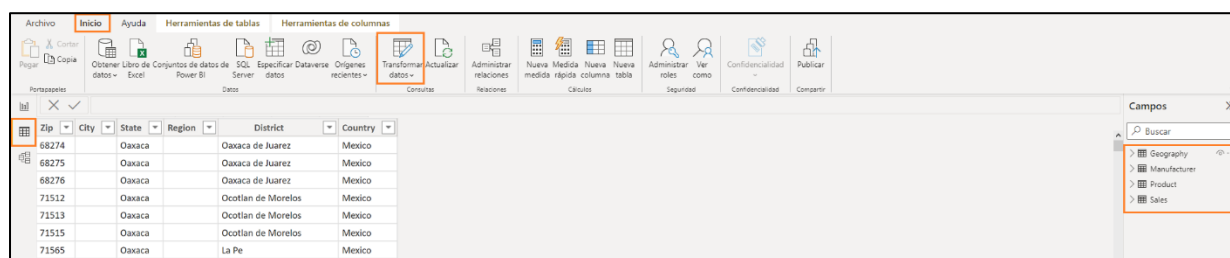 Archivo Inicio Ayuda Herramientas de tablas Herramientas de columnas
Pegar Cortar Copia
Obtener datos Libro de Excel Conjuntos de datos de Power BI SQL Server Especificar datos Dataverse Orígenes recientes
Transformar datos Actualizar
Administrar relaciones
Nueva medida Medida rápida Nueva columna Nueva tabla
Administrar roles Ver como
Confidencialidad
Publicar
Portapapeles Datos Consultas Relaciones Cálculos Seguridad Confidencialidad Compartir
Campos
Buscar
Geography
Manufacturer
Product
Sales
Zip City State Region District Country
68274 Oaxaca Oaxaca de Juarez Mexico
68275 Oaxaca Oaxaca de Juarez Mexico
68276 Oaxaca Oaxaca de Juarez Mexico
71512 Oaxaca Ocotlan de Morelos Mexico
71513 Oaxaca Ocotlan de Morelos Mexico
71515 Oaxaca Ocotlan de Morelos Mexico
71565 Oaxaca La Pe Mexico